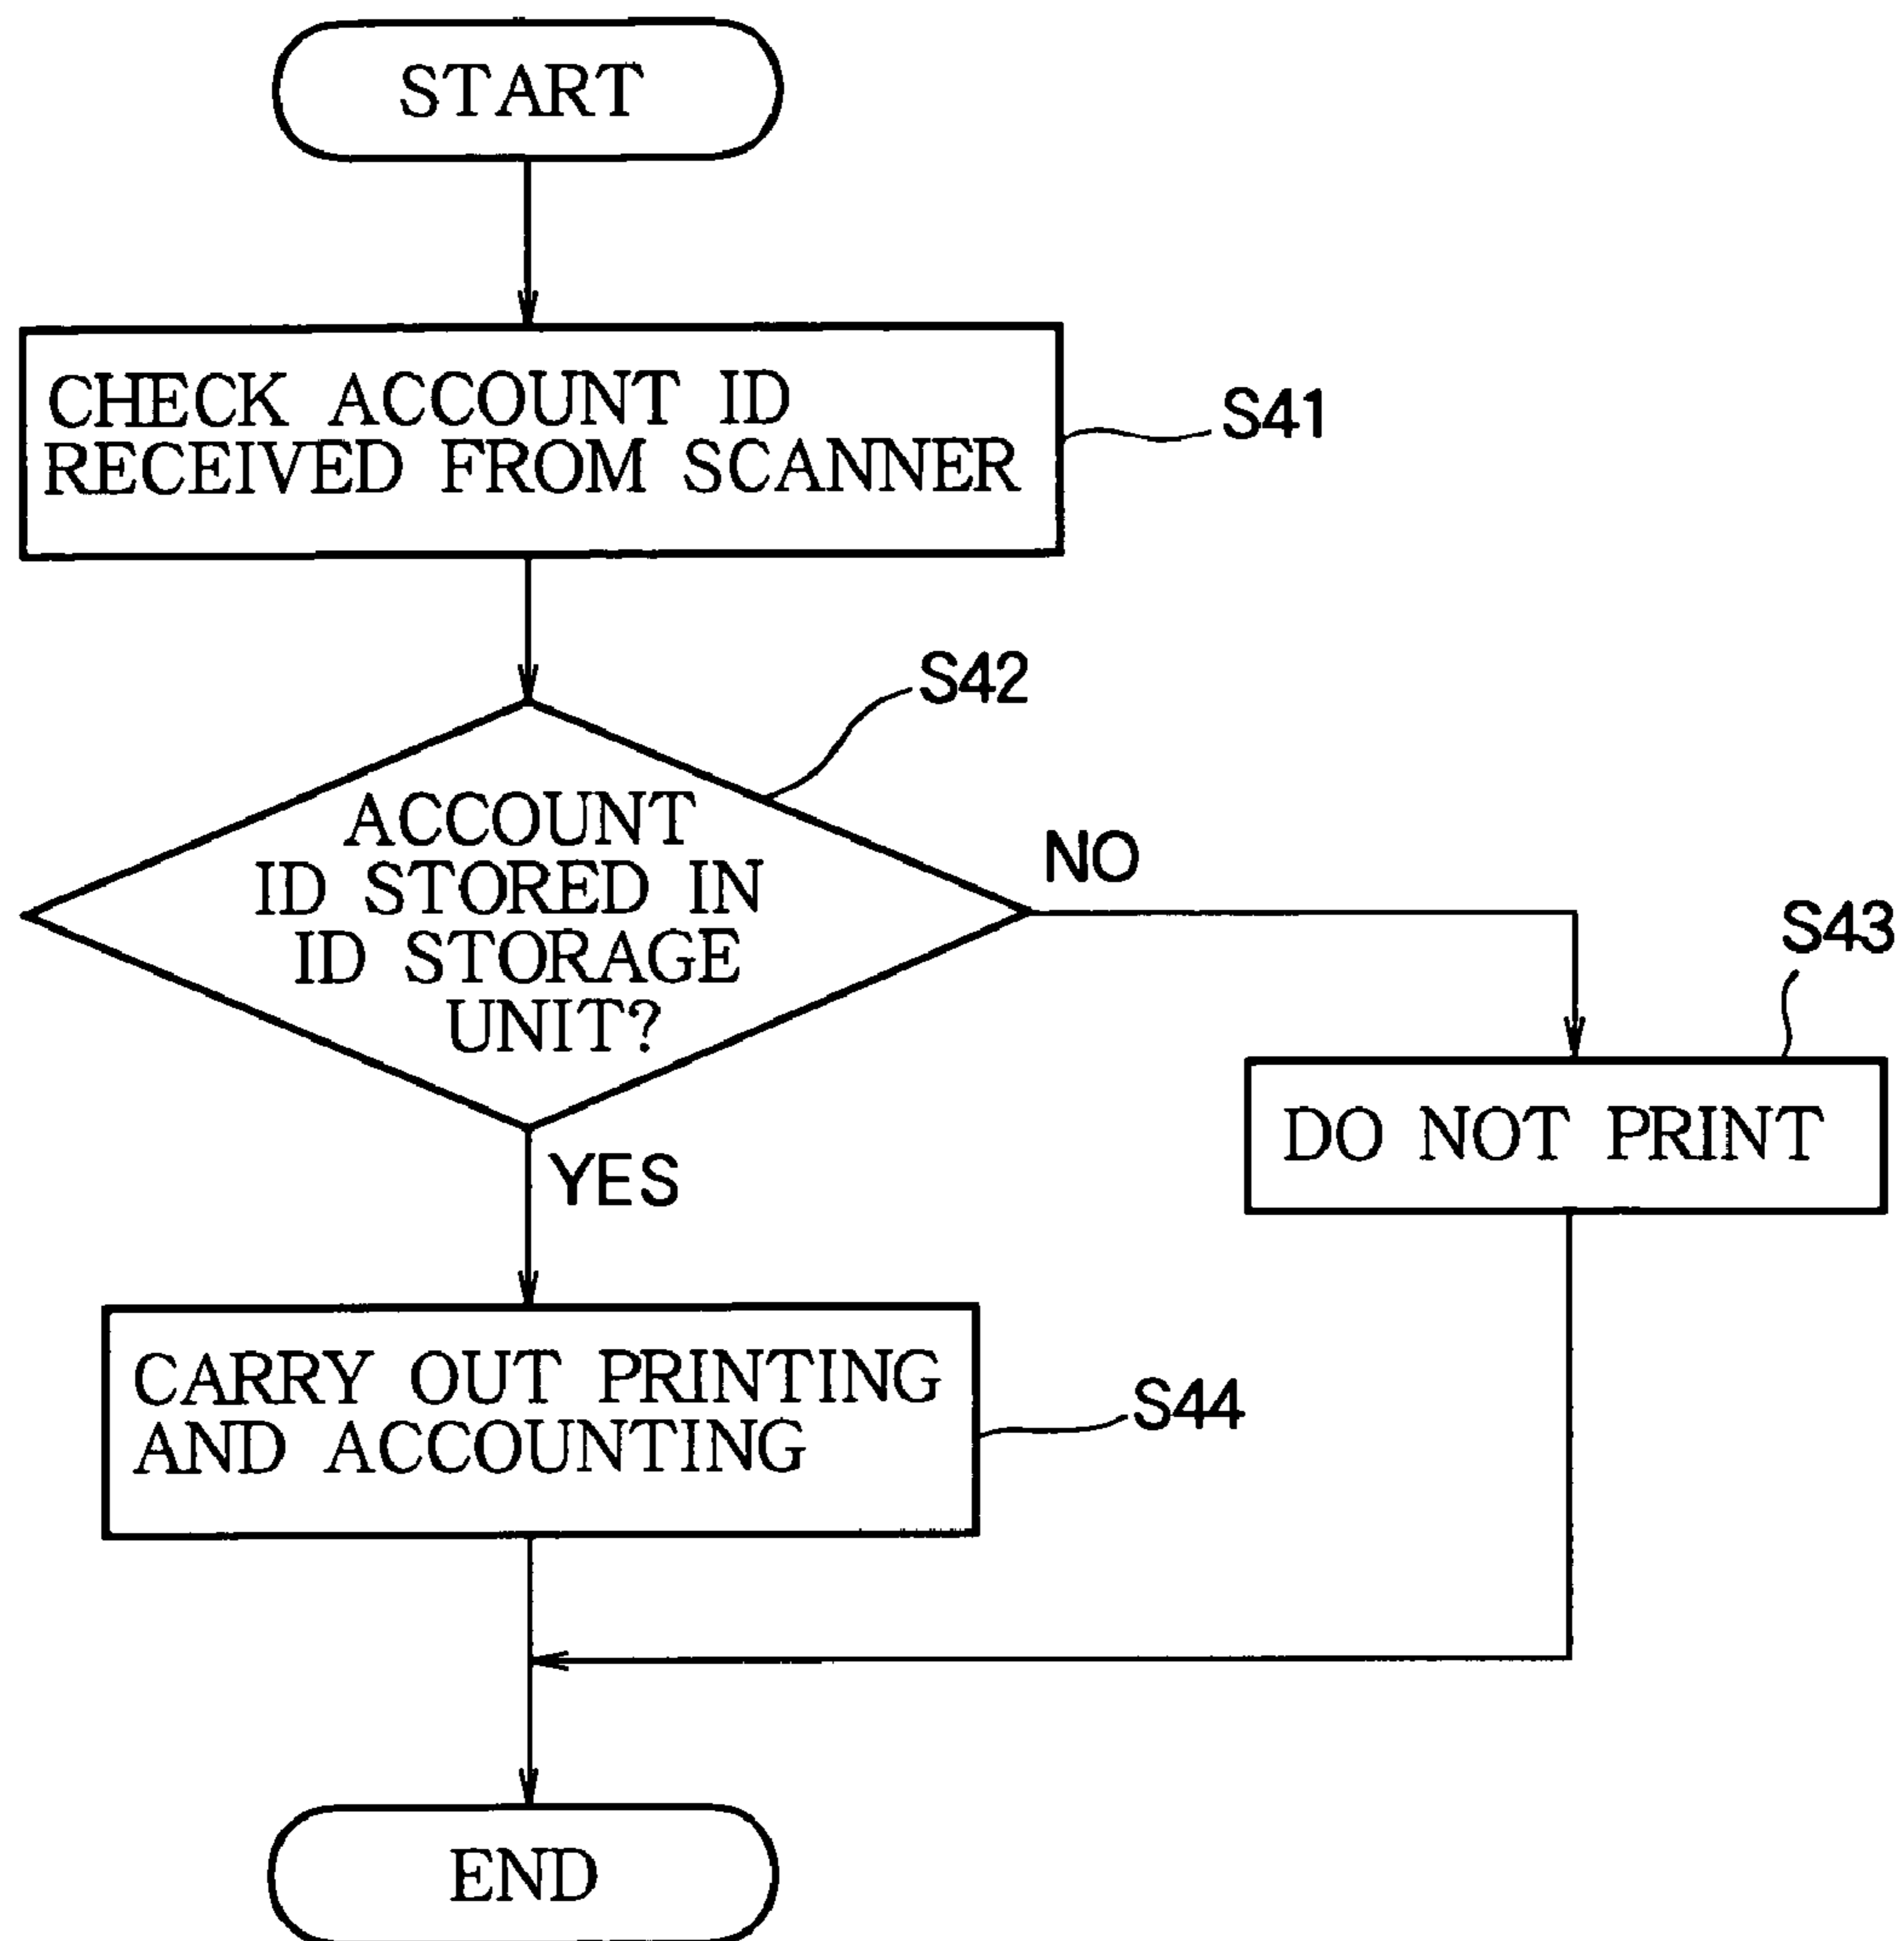 START
CHECK ACCOUNT ID
RECEIVED FROM SCANNER
S41
S42
ACCOUNT
ID STORED IN
ID STORAGE
UNIT?
NO
S43
DO NOT PRINT
YES
CARRY OUT PRINTING
AND ACCOUNTING
S44
END